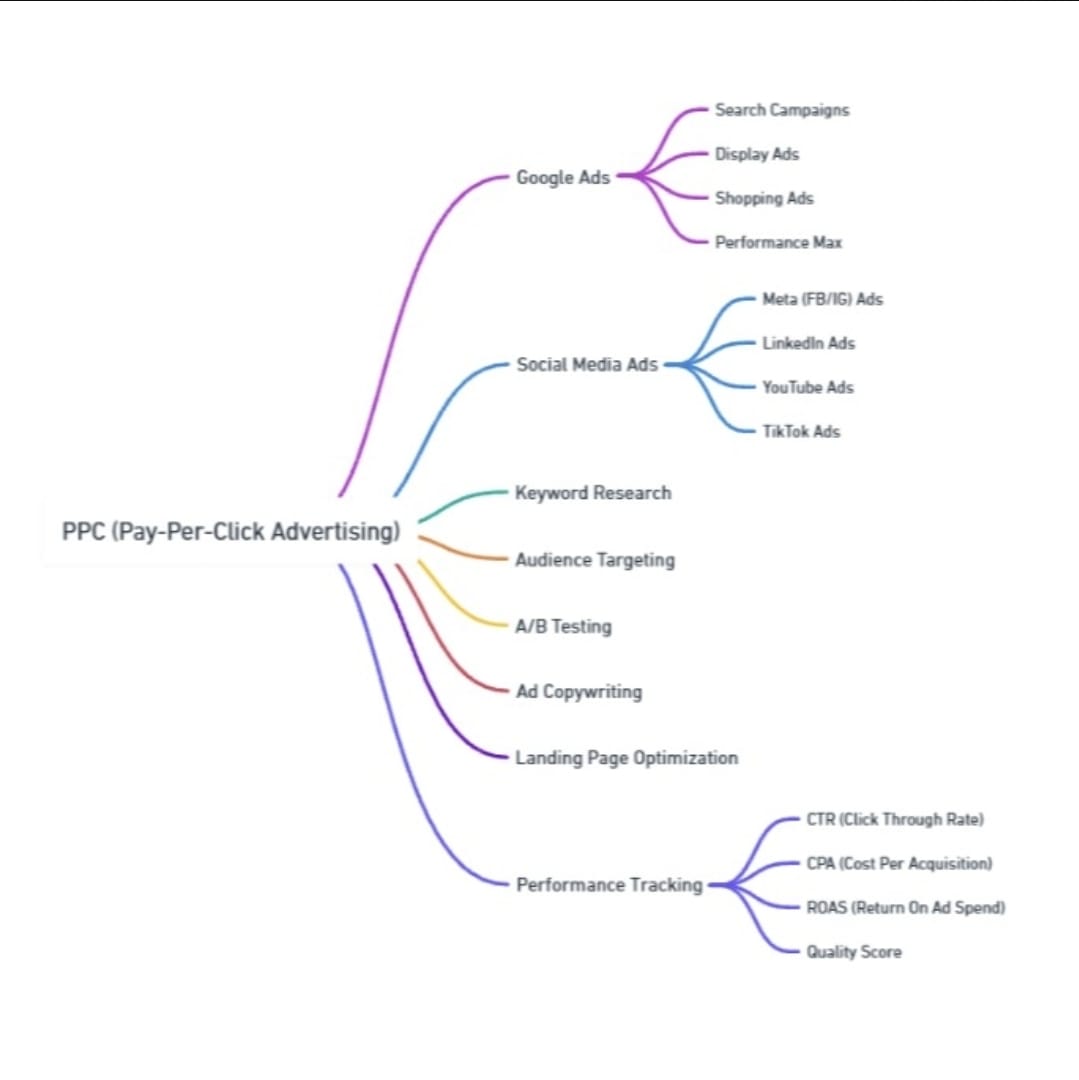 PPC (Pay-Per-Click Advertising)
Google Ads
Search Campaigns
Display Ads
Shopping Ads
Performance Max
Social Media Ads
Meta (FB/IG) Ads
LinkedIn Ads
YouTube Ads
TikTok Ads
Keyword Research
Audience Targeting
A/B Testing
Ad Copywriting
Landing Page Optimization
Performance Tracking
CTR (Click Through Rate)
CPA (Cost Per Acquisition)
ROAS (Return On Ad Spend)
Quality Score